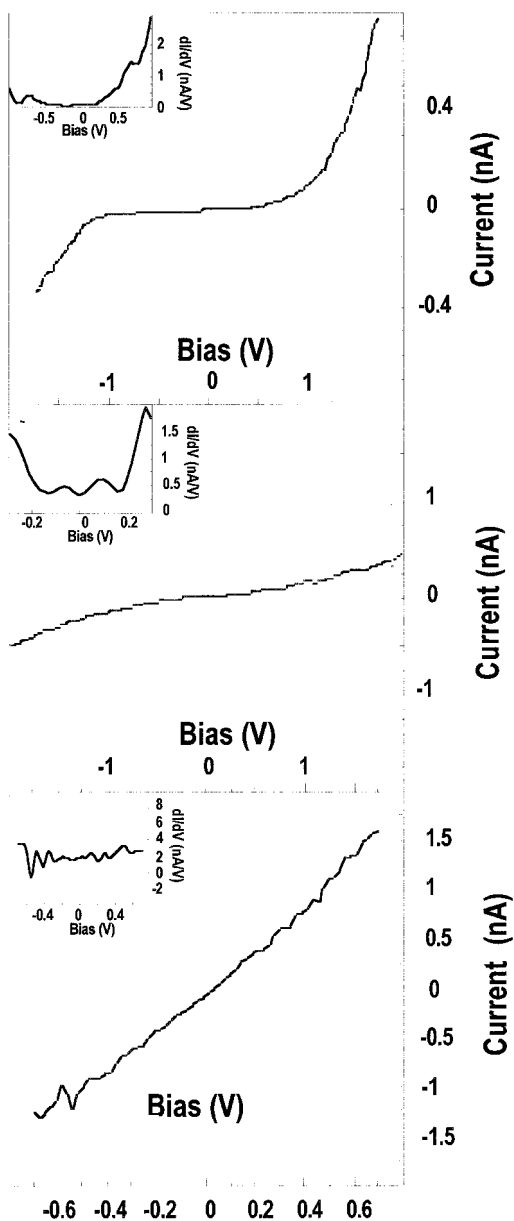 2
1
0
dI/dV (nA/V)
-0.5 0 0.5
Bias (V)
0.4
0
-0.4
Current (nA)
Bias (V)
-1 0 1
1.5
1
0.5
0
dI/dV (nA/V)
-0.2 0 0.2
Bias (V)
1
0
-1
Current (nA)
Bias (V)
-1 0 1
8
6
4
2
0
-2
dI/dV (nA/V)
-0.4 0 0.4
Bias (V)
1.5
1
0.5
0
-0.5
-1
-1.5
Current (nA)
Bias (V)
-0.6 -0.4 -0.2 0 0.2 0.4 0.6